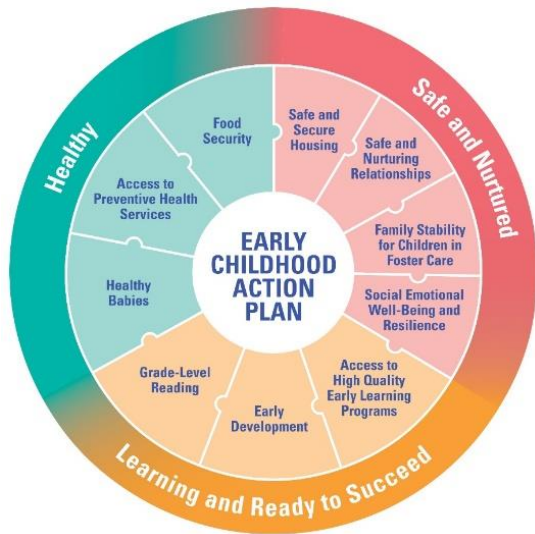 Healthy
Safe and Nurtured
Learning and Ready to Succeed
EARLY
CHILDHOOD
ACTION
PLAN
Food
Security
Safe and
Secure
Housing
Safe and
Nurturing
Relationships
Family Stability
for Children in
Foster Care
Social Emotional
Well-Being and
Resilience
Access to
High Quality
Early Learning
Programs
Early
Development
Grade-Level
Reading
Healthy
Babies
Access to
Preventive Health
Services